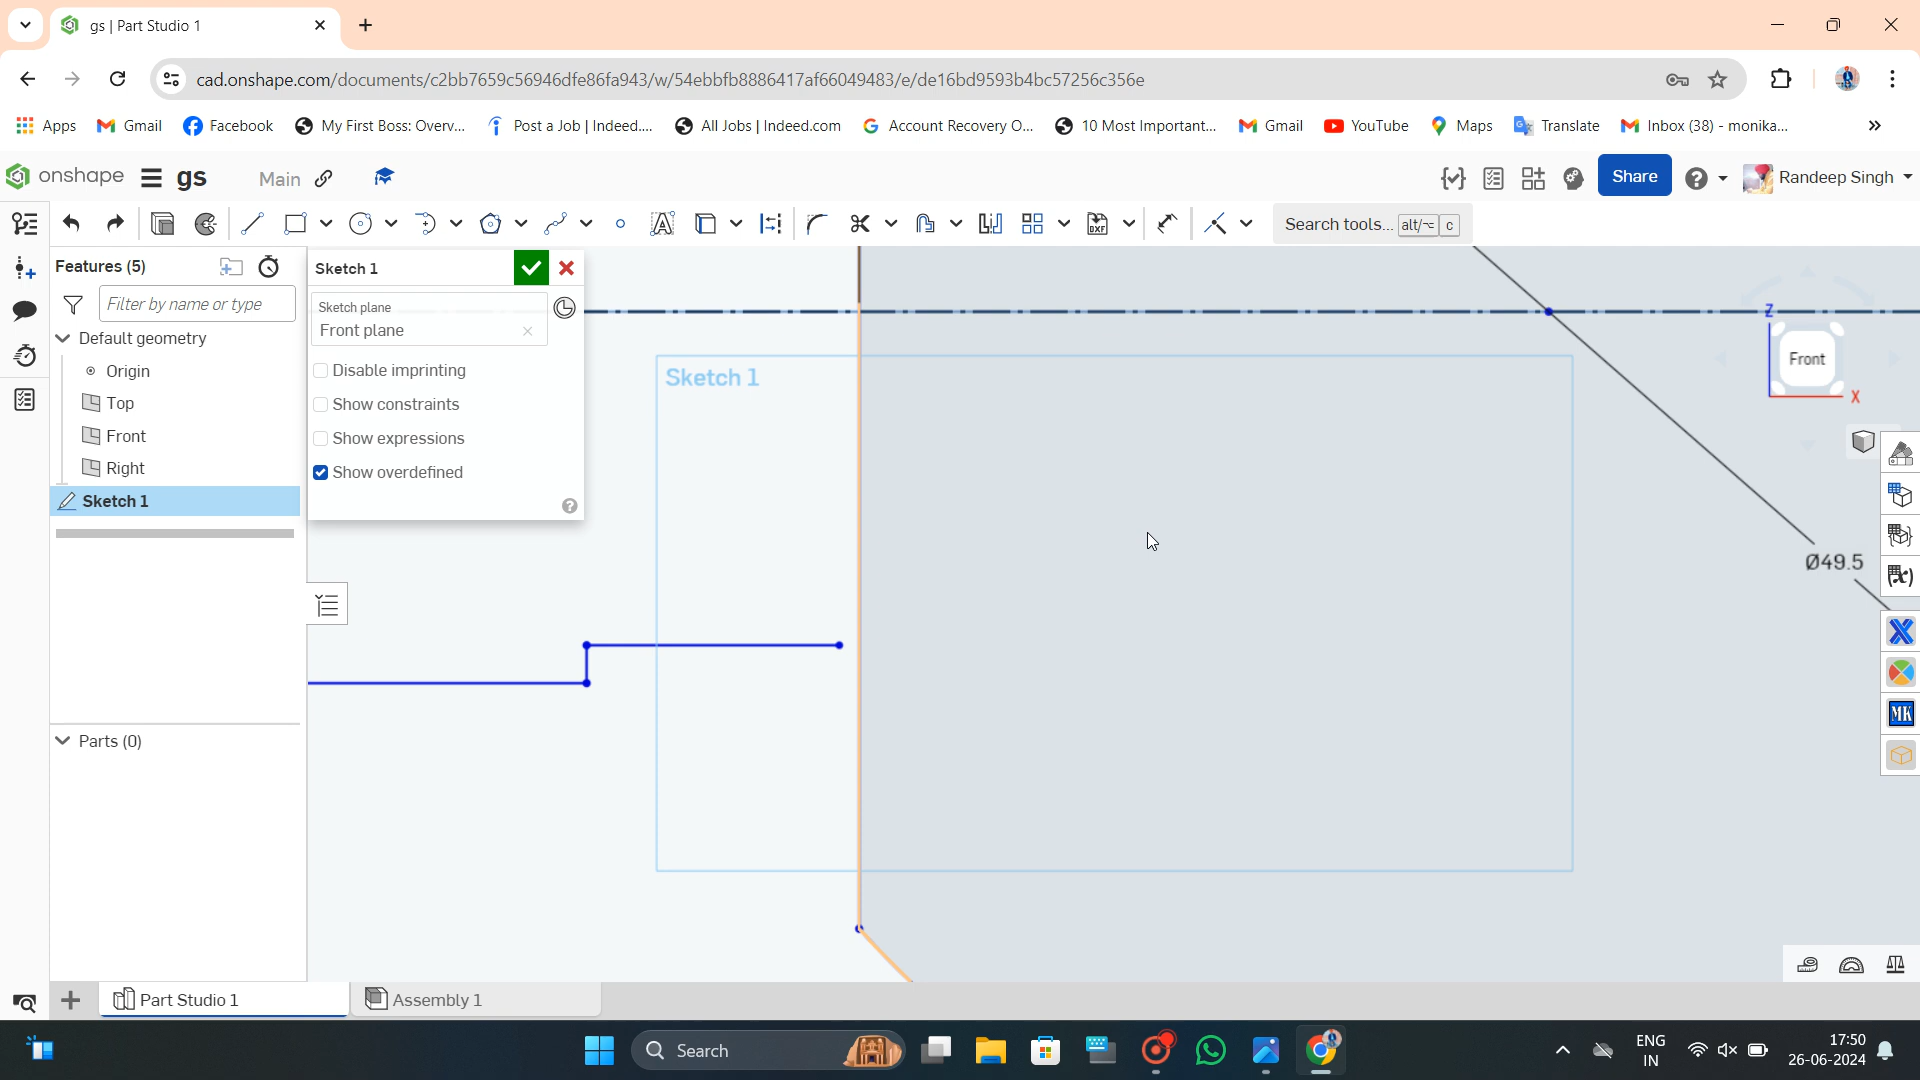 gs | Part Studio 1
cad.onshape.com/documents/c2bb7659c56946dfe86fa943/w/54ebbfb8886417af66049483/e/de16bd9593b4bc57256c356e
Apps
Gmail
Facebook
My First Boss: Overv...
Post a Job | Indeed....
All Jobs | Indeed.com
Account Recovery O...
10 Most Important...
Gmail
YouTube
Maps
Translate
Inbox (38) - monika...
onshape
gs
Main
Share
Randeep Singh
Search tools... alt/⌥ c
Features (5)
Filter by name or type
Default geometry
Origin
Top
Front
Right
Sketch 1
Parts (0)
Sketch 1
Sketch plane
Front plane
Disable imprinting
Show constraints
Show expressions
Show overdefined
Sketch 1
Z
Front
X
Ø49.5
MK
Part Studio 1
Assembly 1
Search
ENG
IN
17:50
26-06-2024